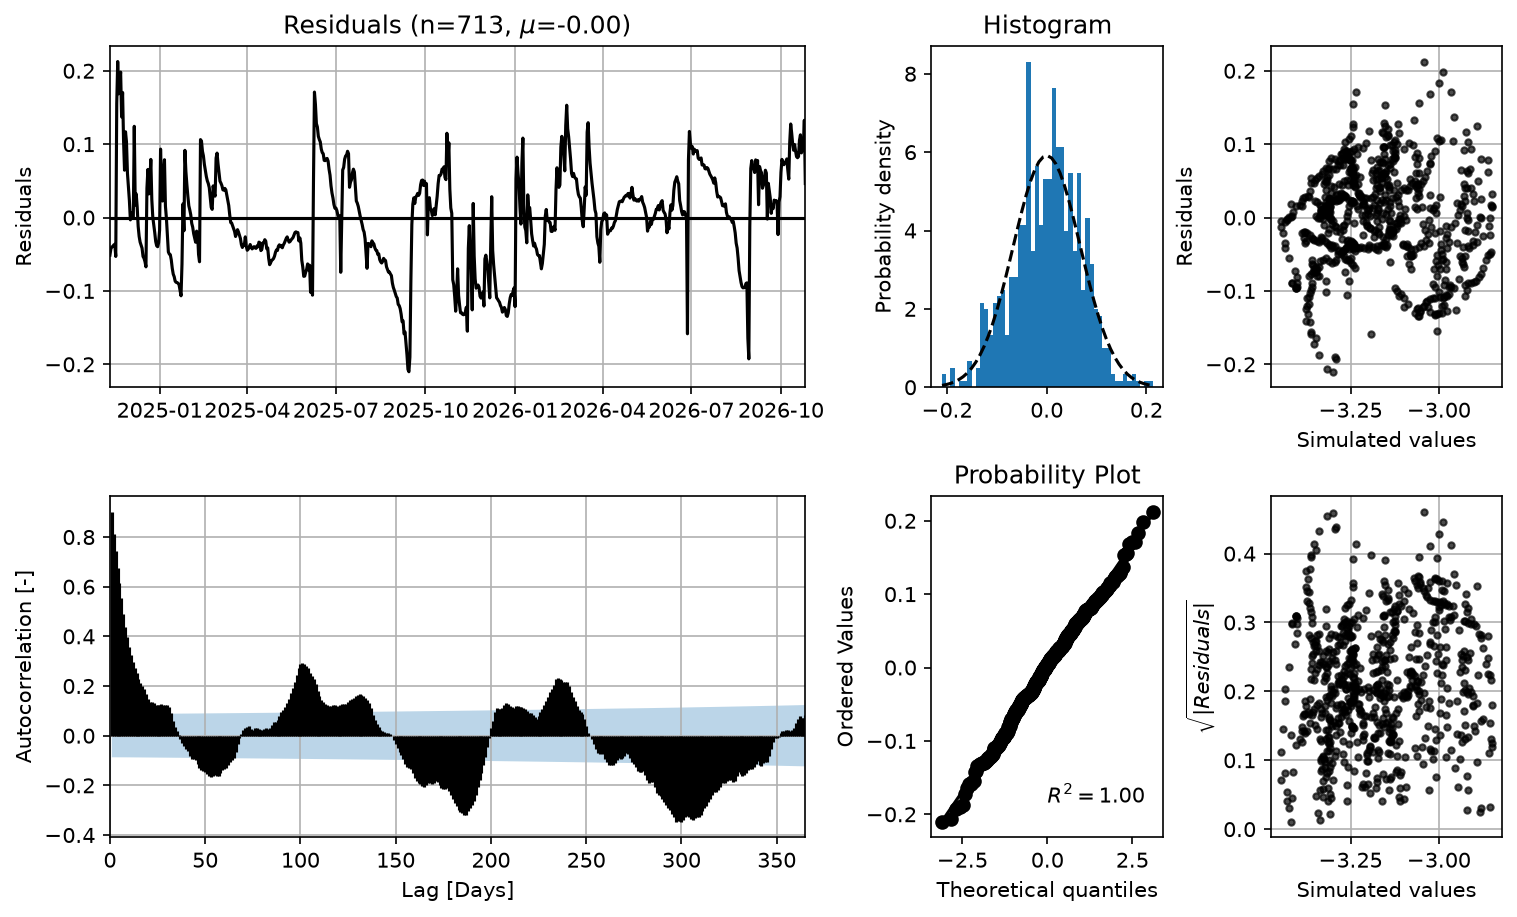 Residuals (n=713, μ=-0.00)
Residuals
0.2
0.1
0.0
−0.1
−0.2
2025-01 2025-04 2025-07 2025-10 2026-01 2026-04 2026-07 2026-10
Histogram
Probability density
8
6
4
2
0
−0.2 0.0 0.2
Residuals
0.2
0.1
0.0
−0.1
−0.2
−3.25 −3.00
Simulated values
Autocorrelation [-]
0.8
0.6
0.4
0.2
0.0
−0.2
−0.4
0 50 100 150 200 250 300 350
Lag [Days]
Probability Plot
Ordered Values
0.2
0.1
0.0
−0.1
−0.2
R² = 1.00
−2.5 0.0 2.5
Theoretical quantiles
√|Residuals|
0.4
0.3
0.2
0.1
0.0
−3.25 −3.00
Simulated values